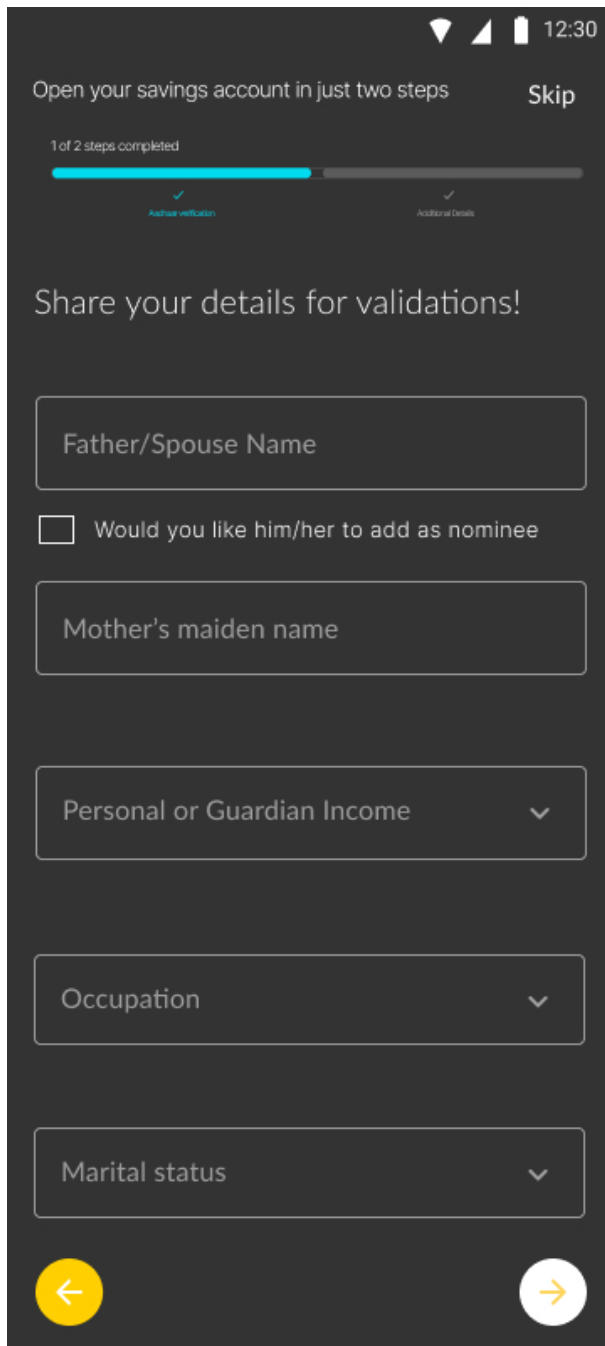 12:30
Open your savings account in just two steps
Skip
1 of 2 steps completed
Aadhaar verification
Additional Details
Share your details for validations!
Father/Spouse Name
Would you like him/her to add as nominee
Mother’s maiden name
Personal or Guardian Income
Occupation
Marital status